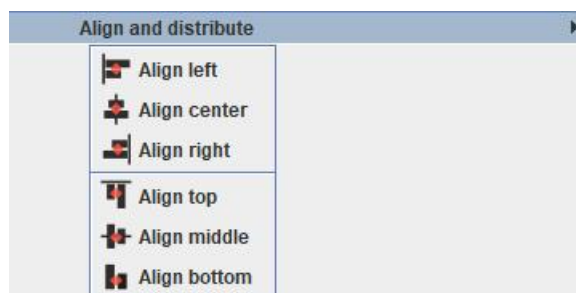 Align and distribute
Align left
Align center
Align right
Align top
Align middle
Align bottom